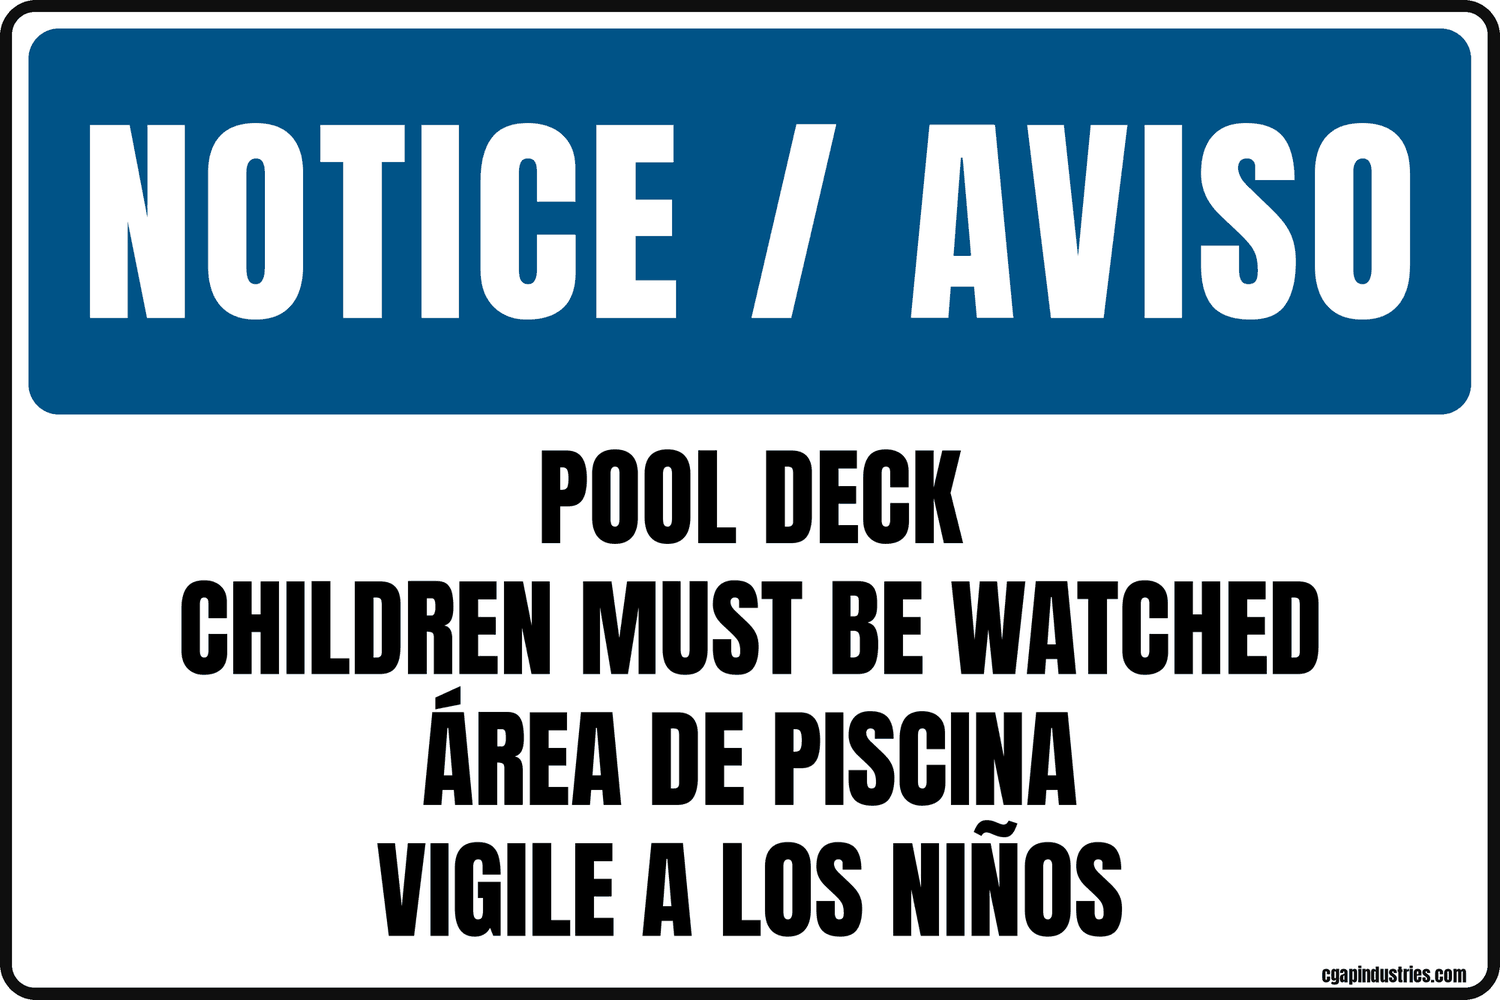 NOTICE / AVISO
POOL DECK
CHILDREN MUST BE WATCHED
ÁREA DE PISCINA
VIGILE A LOS NIÑOS
cgapindustries.com